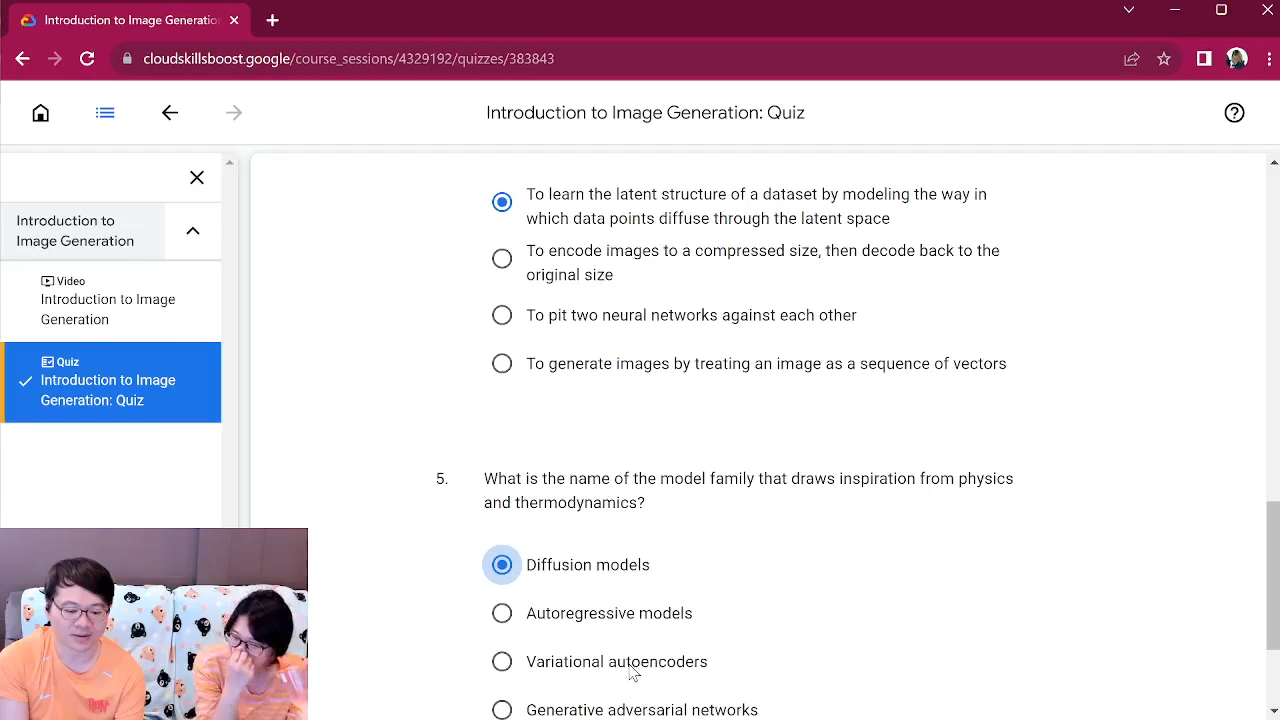 Introduction to Image Generatio
cloudskillsboost.google/course_sessions/4329192/quizzes/383843
Introduction to Image Generation: Quiz
Introduction to
Image Generation
Video
Introduction to Image
Generation
Quiz
Introduction to Image
Generation: Quiz
To learn the latent structure of a dataset by modeling the way in
which data points diffuse through the latent space
To encode images to a compressed size, then decode back to the
original size
To pit two neural networks against each other
To generate images by treating an image as a sequence of vectors
5. What is the name of the model family that draws inspiration from physics
and thermodynamics?
Diffusion models
Autoregressive models
Variational autoencoders
Generative adversarial networks